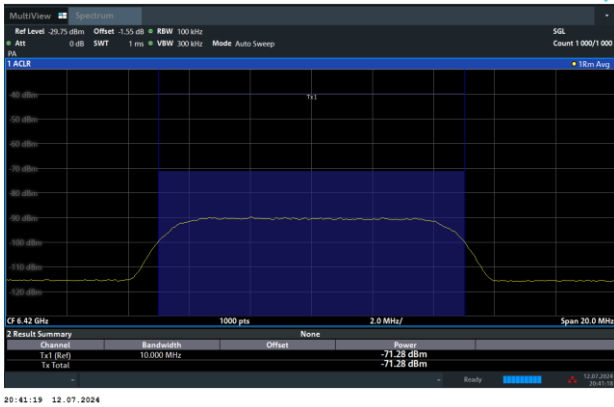 MultiView Spectrum
Ref Level -29.75 dBm Offset -1.55 dB RBW 100 kHz SGL
Att 0 dB SWT 1 ms VBW 300 kHz Mode Auto Sweep Count 1000/1000
PA
1 ACLR 1Rm Avg
Tx1
-40 dBm
-50 dBm
-60 dBm
-70 dBm
-80 dBm
-90 dBm
-100 dBm
-110 dBm
-120 dBm
CF 6.42 GHz 1000 pts 2.0 MHz/ Span 20.0 MHz
2 Result Summary None
Channel Bandwidth Offset Power
Tx1 (Ref) 10.000 MHz -71.28 dBm
Tx Total -71.28 dBm
Ready 12.07.2024
20:41:18
20:41:19 12.07.2024